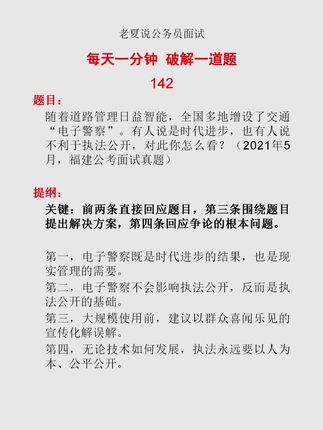 老夏说公务员面试
每天一分钟 破解一道题
142
题目：
随着道路管理日益智能，全国多地增设了交通
“电子警察”。有人说是时代进步，也有人说
不利于执法公开，对此你怎么看？（2021年5
月，福建公考面试真题）
提纲：
关键：前两条直接回应题目，第三条围绕题目
提出解决方案，第四条回应争论的根本问题。
第一，电子警察既是时代进步的结果，也是现
实管理的需要。
第二，电子警察不会影响执法公开，反而是执
法公开的基础。
第三，大规模使用前，建议以群众喜闻乐见的
宣传化解误解。
第四，无论技术如何发展，执法永远要以人为
本、公平公开。